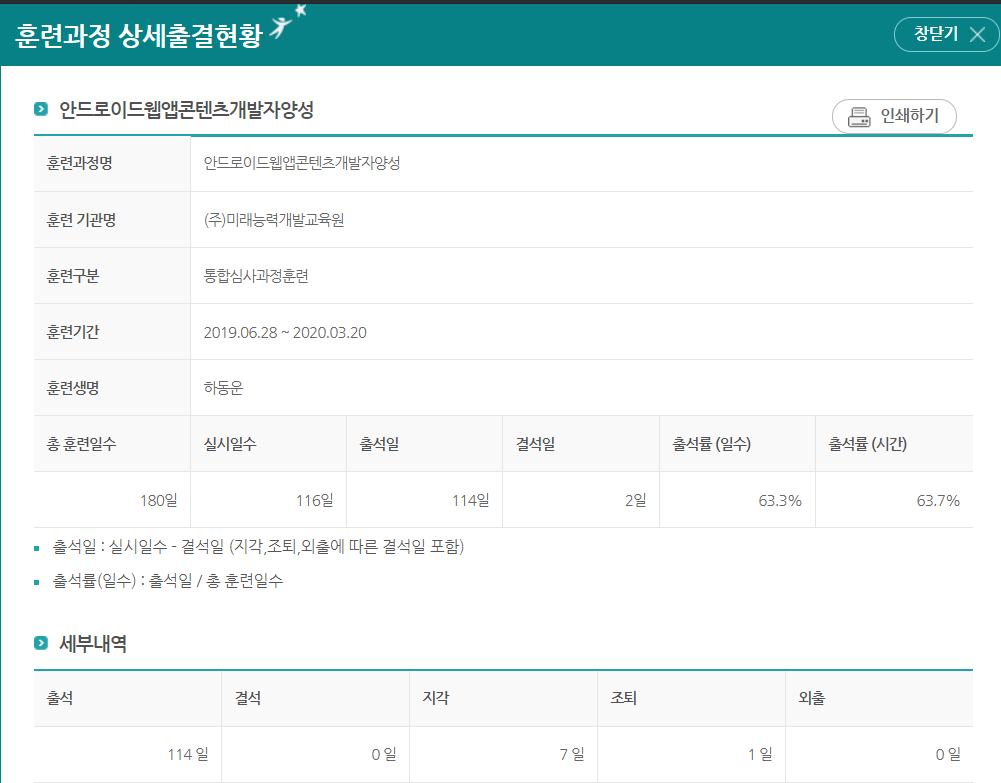 훈련과정 상세출결현황
창닫기
안드로이드웹앱콘텐츠개발자양성
인쇄하기
훈련과정명 안드로이드웹앱콘텐츠개발자양성
훈련 기관명 (주)미래능력개발교육원
훈련구분 통합심사과정훈련
훈련기간 2019.06.28 ~ 2020.03.20
훈련생명 하동운
총 훈련일수 실시일수 출석일 결석일 출석률 (일수) 출석률 (시간)
180일 116일 114일 2일 63.3% 63.7%
출석일 : 실시일수 - 결석일 (지각,조퇴,외출에 따른 결석일 포함)
출석률(일수) : 출석일 / 총 훈련일수
세부내역
출석 결석 지각 조퇴 외출
114 일 0 일 7 일 1 일 0 일